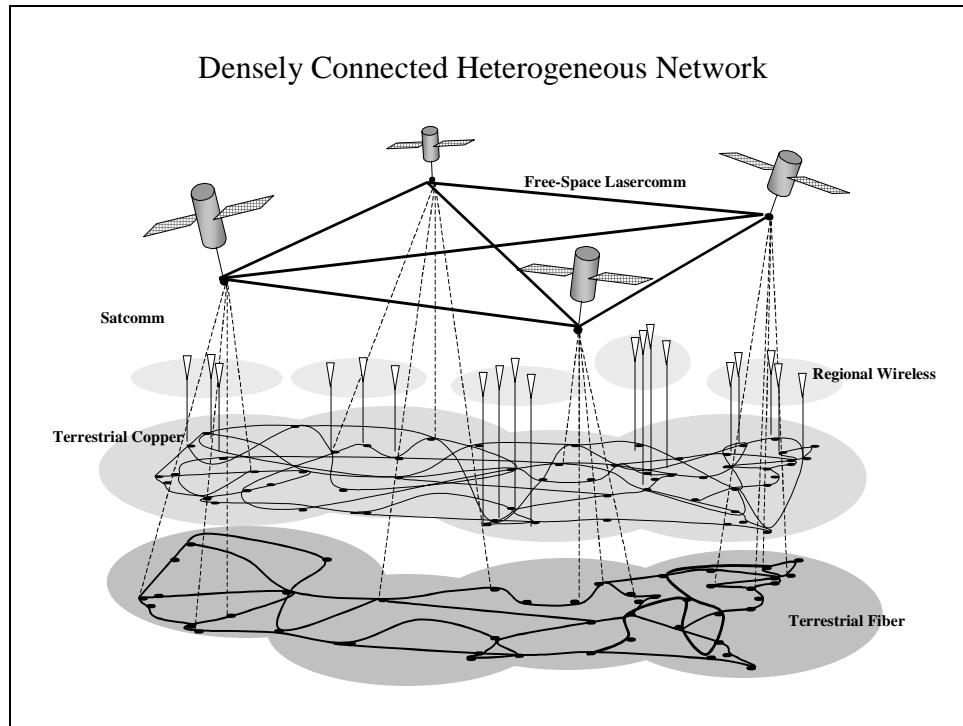 Densely Connected Heterogeneous Network
Free-Space Lasercomm
Satcomm
Regional Wireless
Terrestrial Copper
Terrestrial Fiber